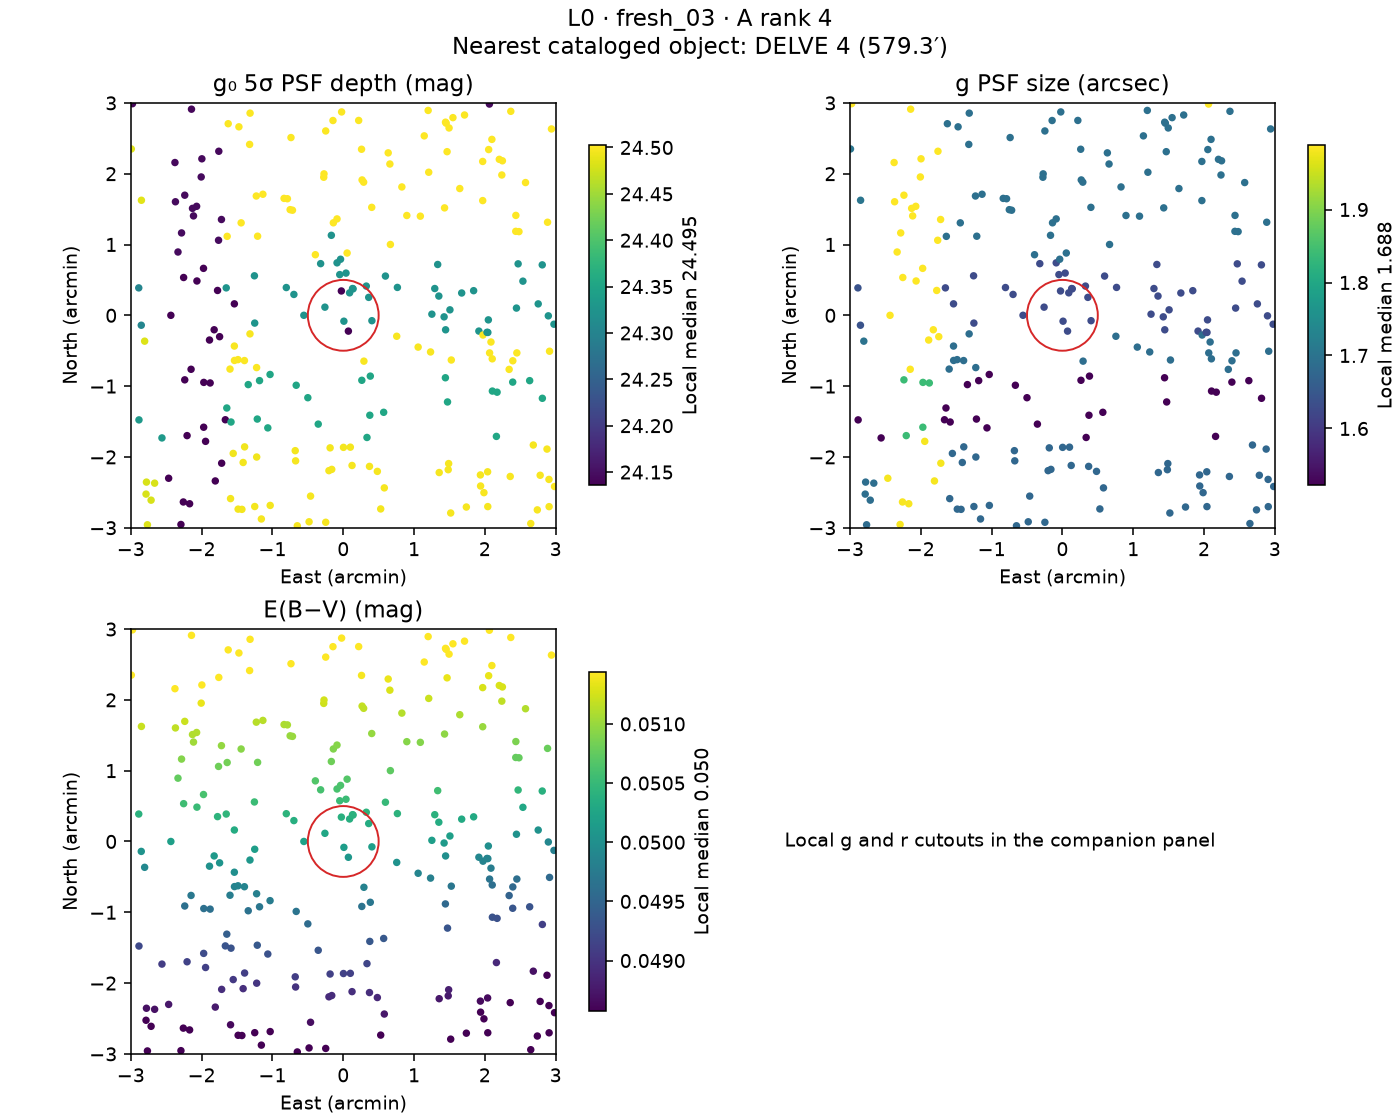 L0 · fresh_03 · A rank 4
Nearest cataloged object: DELVE 4 (579.3′)
g₀ 5σ PSF depth (mag)
3
2
1
0
−1
−2
−3
−3 −2 −1 0 1 2 3
East (arcmin)
North (arcmin)
24.50
24.45
24.40
24.35
24.30
24.25
24.20
24.15
Local median 24.495
g PSF size (arcsec)
3
2
1
0
−1
−2
−3
−3 −2 −1 0 1 2 3
East (arcmin)
North (arcmin)
1.9
1.8
1.7
1.6
Local median 1.688
E(B−V) (mag)
3
2
1
0
−1
−2
−3
−3 −2 −1 0 1 2 3
East (arcmin)
North (arcmin)
0.0510
0.0505
0.0500
0.0495
0.0490
Local median 0.050
Local g and r cutouts in the companion panel